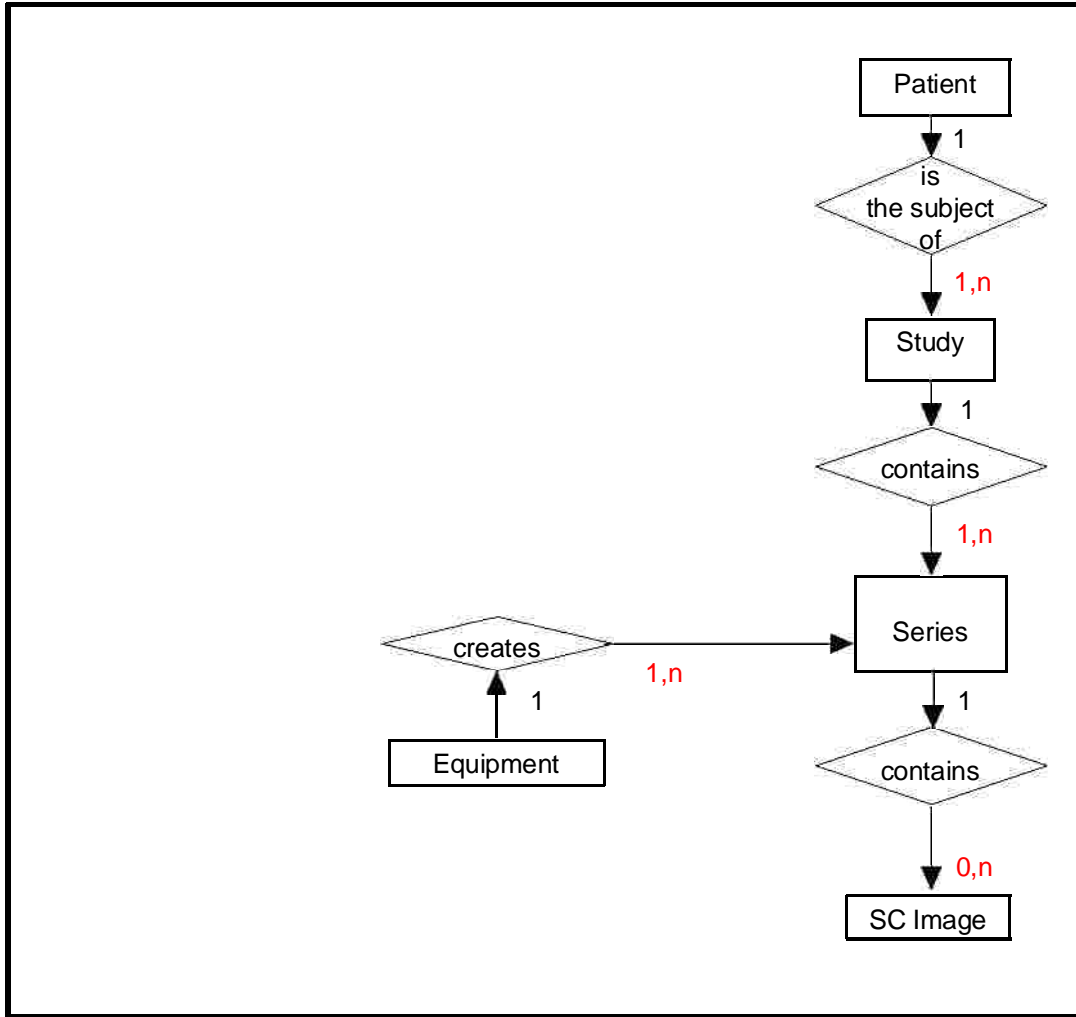 Patient
1
is
the subject
of
1,n
Study
1
contains
1,n
Series
creates
1,n
1
1
Equipment
contains
0,n
SC Image